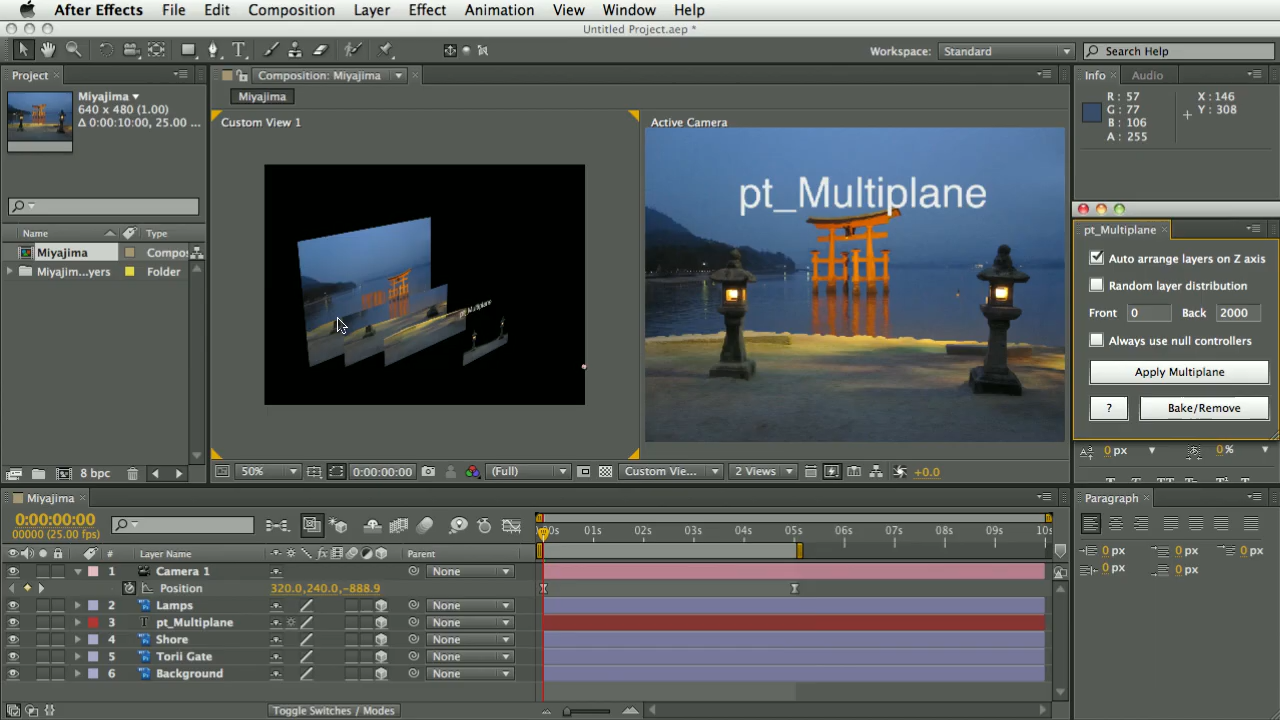 After Effects File Edit Composition Layer Effect Animation View Window Help
Untitled Project.aep *
Workspace: Standard Search Help
Project
Composition: Miyajima
Info Audio
Miyajima
640 x 480 (1.00)
Δ 0:00:10:00, 25.00 ...
Miyajima
R: 57
G: 77
B: 106
A: 255
X: 146
Y: 308
Custom View 1
Active Camera
pt_Multiplane
pt_Multiplane
pt_Multiplane
Auto arrange layers on Z axis
Random layer distribution
Front 0 Back 2000
Always use null controllers
Apply Multiplane
? Bake/Remove
Name Type
Miyajima Compos
Miyajim...yers Folder
8 bpc
50% 0:00:00:00 (Full) Custom Vie... 2 Views +0.0
0 px 0 %
Miyajima
0:00:00:00
00000 (25.00 fps)
:00s 01s 02s 03s 04s 05s 06s 07s 08s 09s 10s
# Layer Name Parent
1 Camera 1 None
Position 320.0,240.0,-888.9
2 Lamps None
3 T pt_Multiplane None
4 Shore None
5 Torii Gate None
6 Background None
Toggle Switches / Modes
Paragraph
0 px 0 px 0 px
0 px 0 px